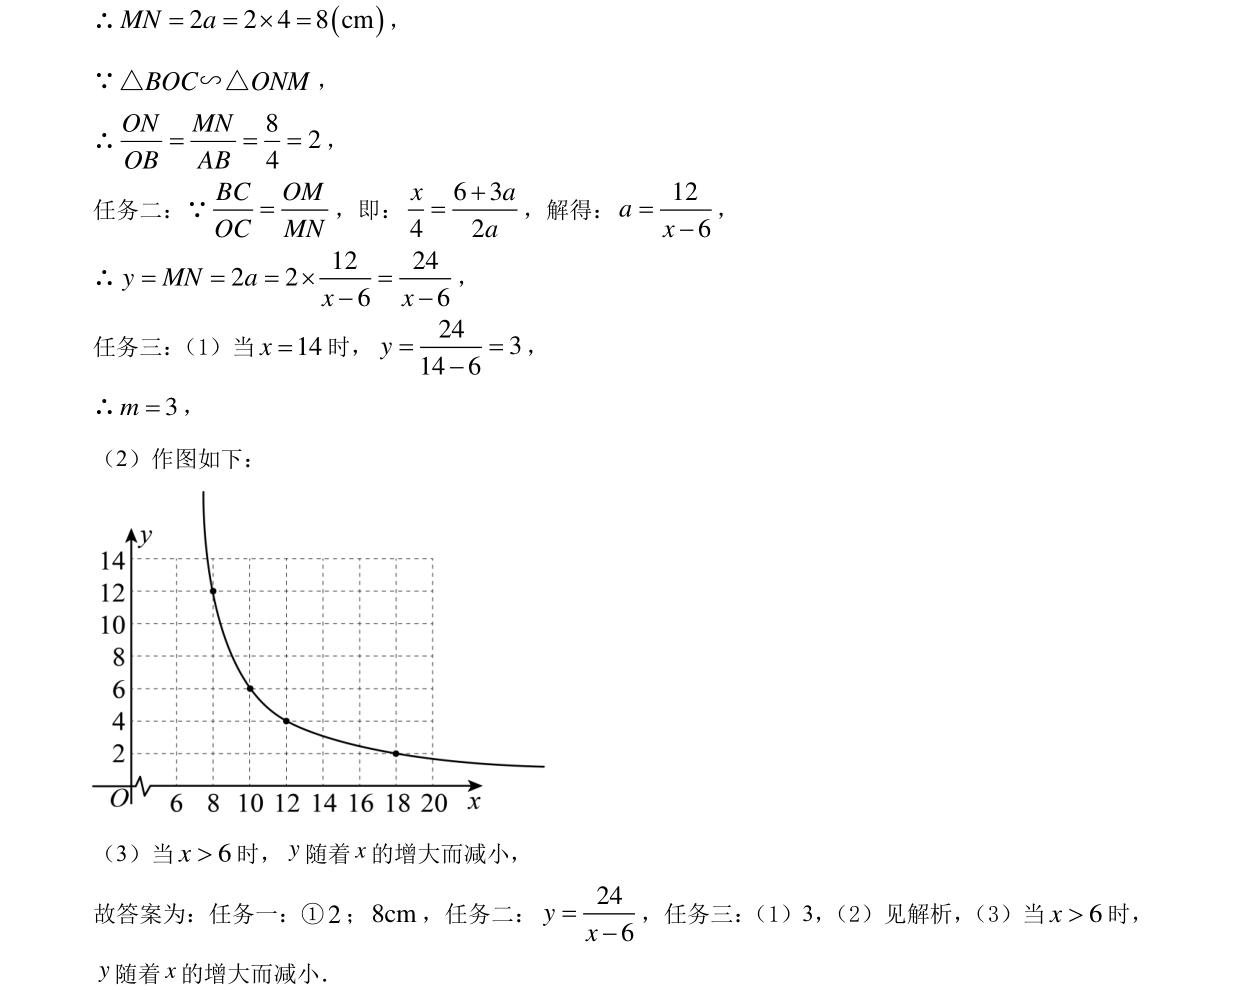 ∴ MN = 2a = 2×4 = 8(cm)，
∵ △BOC∽△ONM，
∴ ON/OB = MN/AB = 8/4 = 2，
任务二：∵ BC/OC = OM/MN，即：x/4 = (6+3a)/2a，解得：a = 12/(x−6)，
∴ y = MN = 2a = 2× 12/(x−6) = 24/(x−6)，
任务三：（1）当 x = 14 时，y = 24/(14−6) = 3，
∴ m = 3，
（2）作图如下：
y
14
12
10
8
6
4
2
O 6 8 10 12 14 16 18 20 x
（3）当 x > 6 时，y 随着 x 的增大而减小，
故答案为：任务一：①2；8cm，任务二：y = 24/(x−6)，任务三：（1）3，（2）见解析，（3）当 x > 6 时，
y 随着 x 的增大而减小．